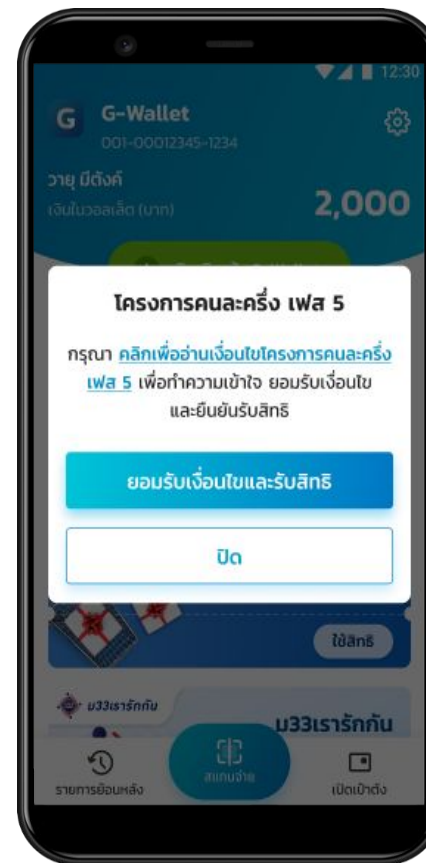 12:30
G G-Wallet
001-00012345-1234
วายุ มีตังค์
เงินในวอลเล็ต (บาท)
2,000
โครงการคนละครึ่ง เฟส 5
กรุณา คลิกเพื่ออ่านเงื่อนไขโครงการคนละครึ่ง
เฟส 5 เพื่อทำความเข้าใจ ยอมรับเงื่อนไข
และยืนยันรับสิทธิ
ยอมรับเงื่อนไขและรับสิทธิ
ปิด
ใช้สิทธิ
ม33เรารักกัน
ม33เรารักกัน
รายการย้อนหลัง
สแกนจ่าย
เปิดเป๋าตัง